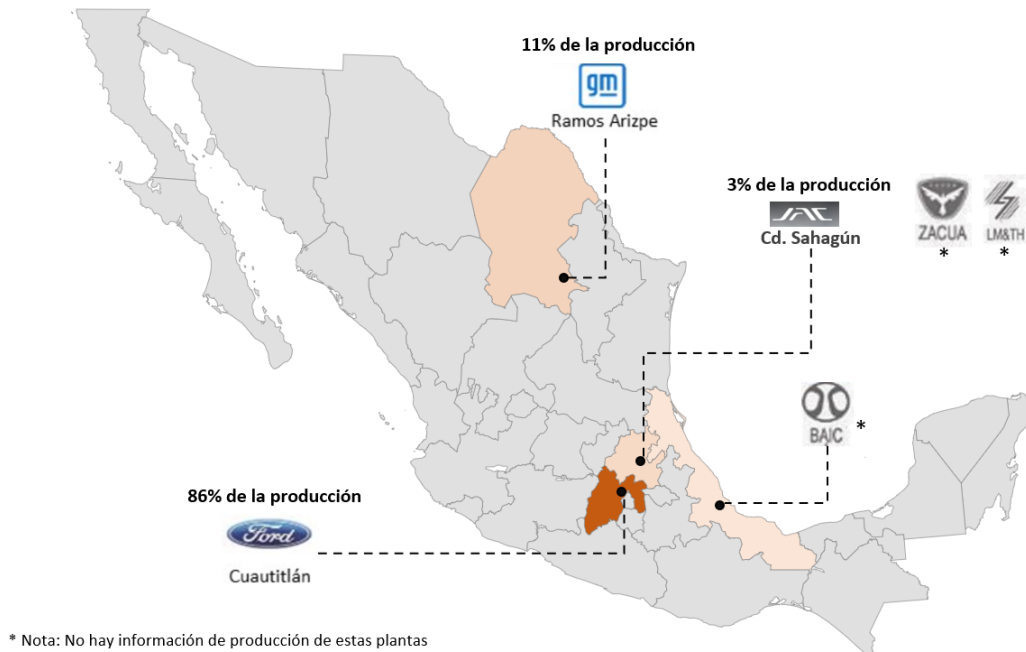 11% de la producción
gm
Ramos Arizpe
3% de la producción
JAC
Cd. Sahagún
ZACUA
*
LM&TH
*
BAIC
*
86% de la producción
Ford
Cuautitlán
* Nota: No hay información de producción de estas plantas